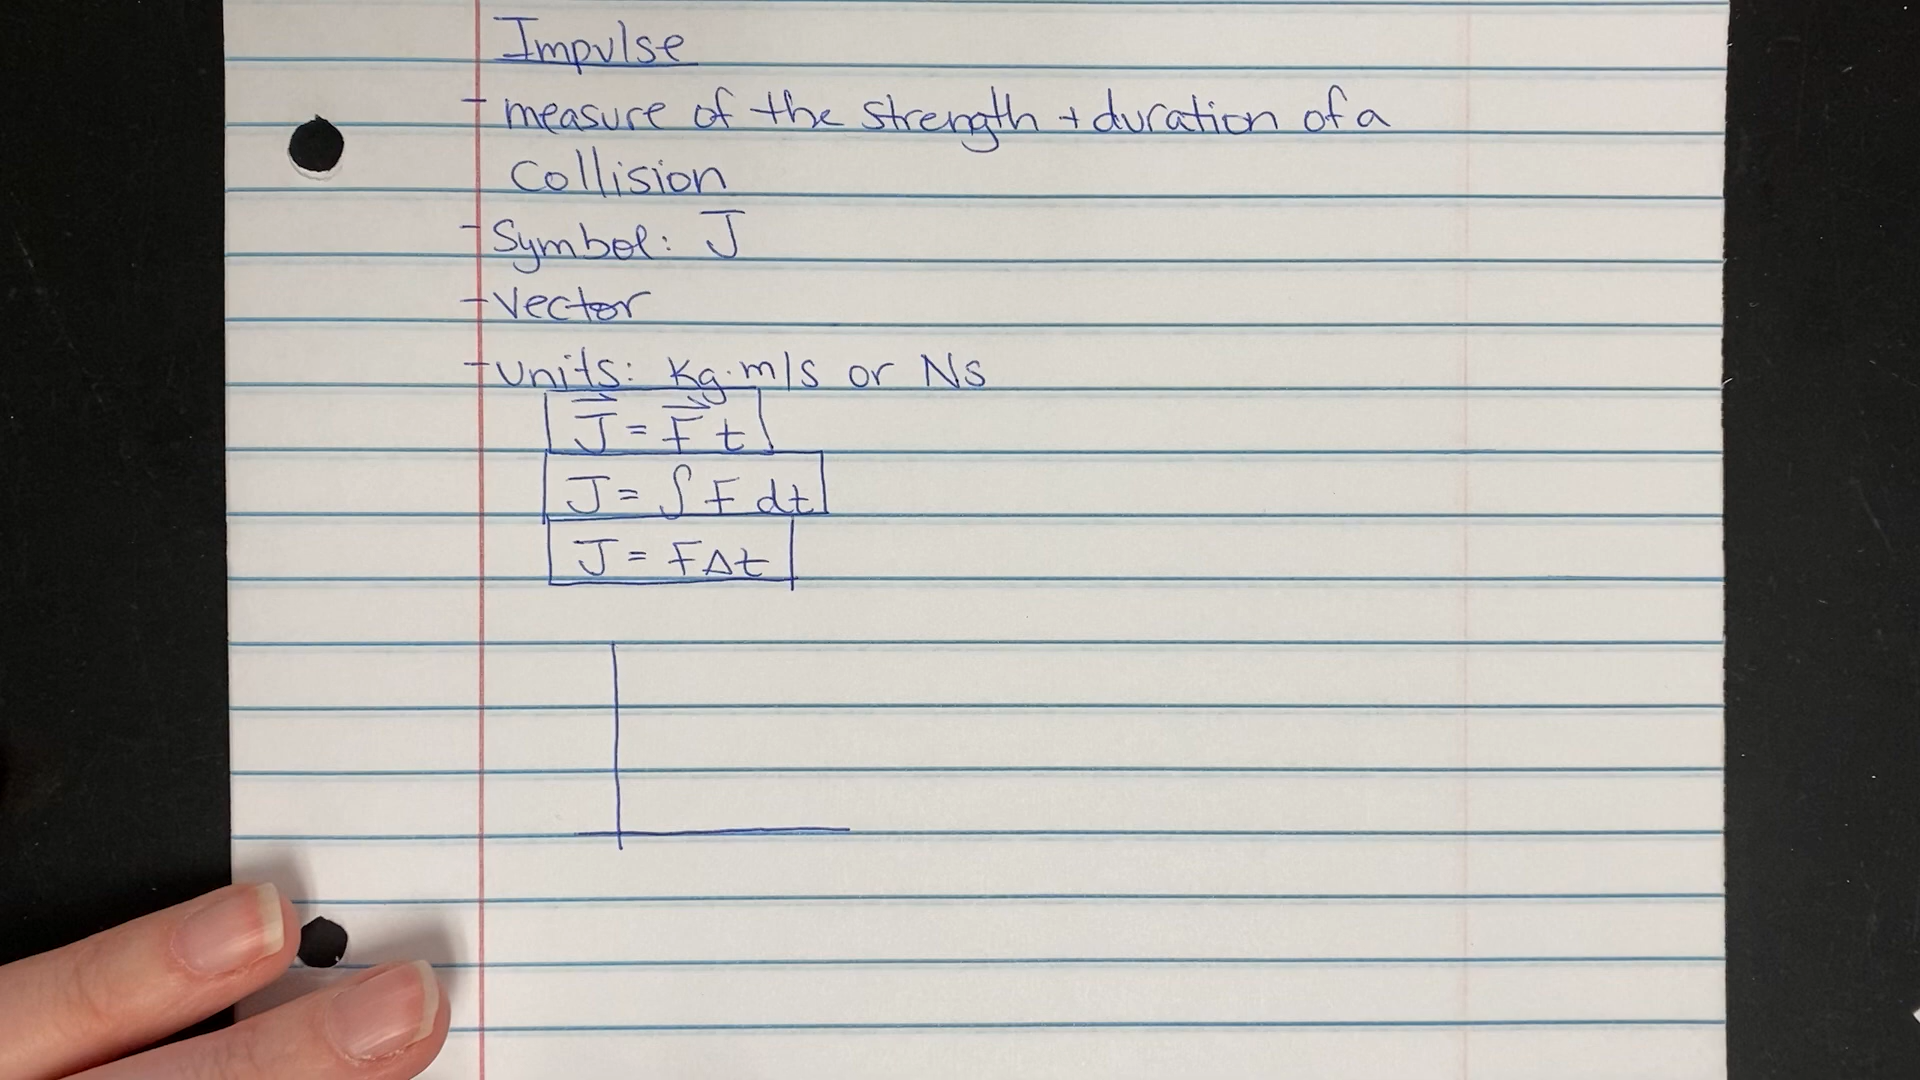 Impulse
- measure of the strength + duration of a
collision
- Symbol: J
- Vector
- units: kg·m/s or Ns
J⃗ = F⃗ t
J = ∫ F dt
J = FΔt